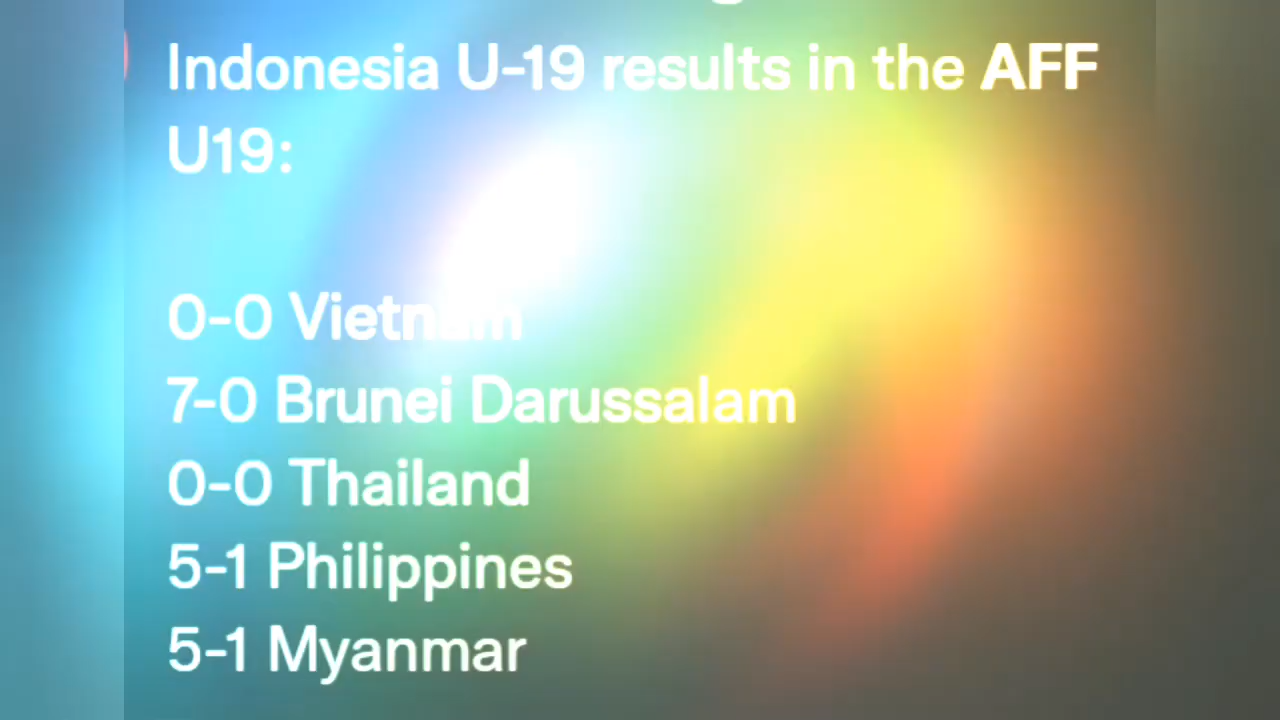 Indonesia U-19 results in the AFF
U19:
0-0 Vietnam
7-0 Brunei Darussalam
0-0 Thailand
5-1 Philippines
5-1 Myanmar